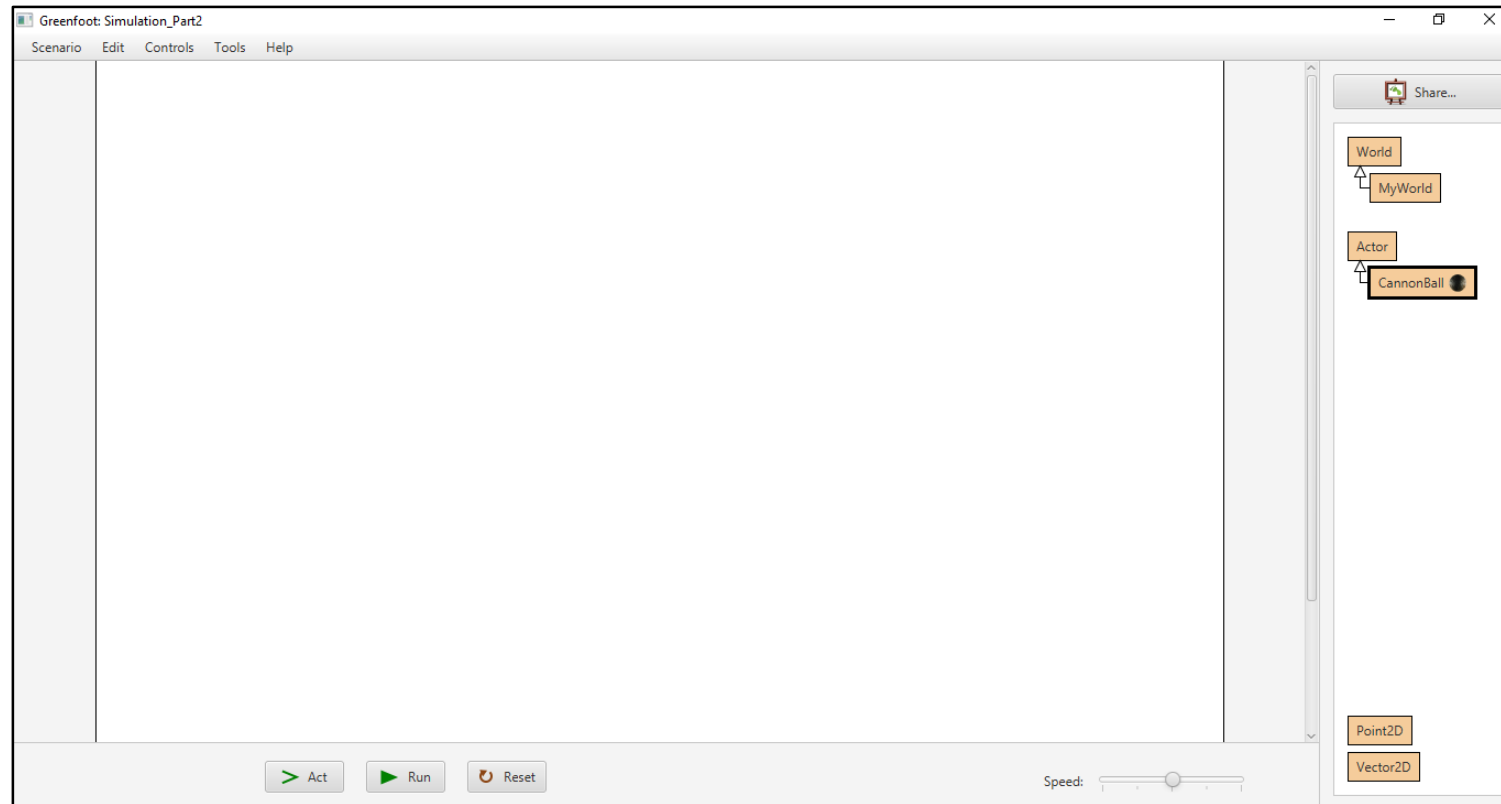 Greenfoot: Simulation_Part2
Scenario Edit Controls Tools Help
Share...
World
MyWorld
Actor
CannonBall
Point2D
Vector2D
Act Run Reset Speed: